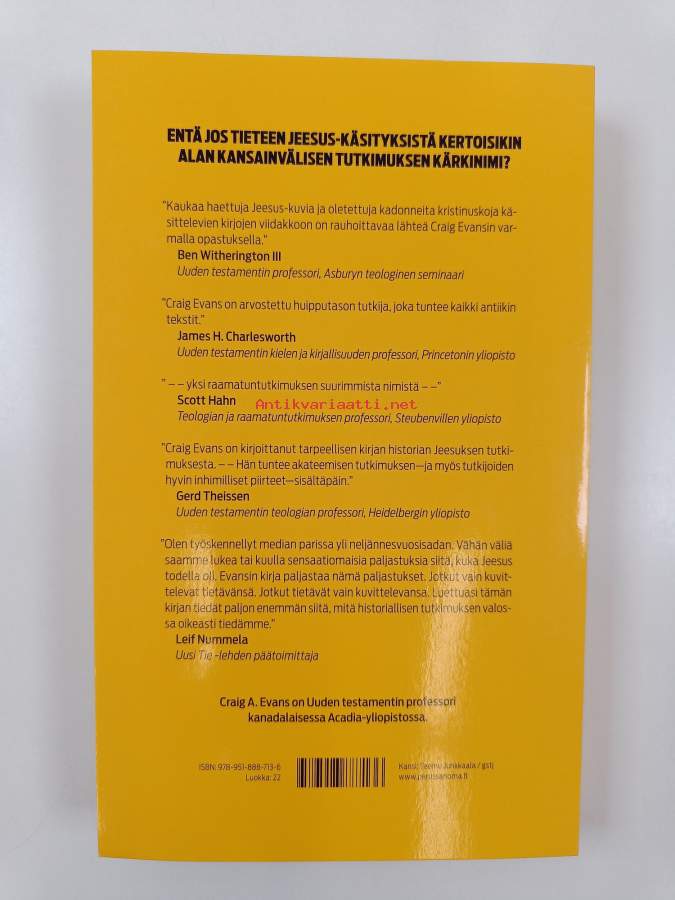 ENTÄ JOS TIETEEN JEESUS-KÄSITYKSISTÄ KERTOISIKIN
ALAN KANSAINVÄLISEN TUTKIMUKSEN KÄRKINIMI?
”Kaukaa haettuja Jeesus-kuvia ja oletettuja kadonneita kristinuskoja kä-
sittelevien kirjojen viidakkoon on rauhoittavaa lähteä Craig Evansin var-
malla opastuksella.”
Ben Witherington III
Uuden testamentin professori, Asburyn teologinen seminaari
”Craig Evans on arvostettu huipputason tutkija, joka tuntee kaikki antiikin
tekstit.”
James H. Charlesworth
Uuden testamentin kielen ja kirjallisuuden professori, Princetonin yliopisto
” – – yksi raamatuntutkimuksen suurimmista nimistä – –”
Scott Hahn
Antikvariaatti.net
Teologian ja raamatuntutkimuksen professori, Steubenvillen yliopisto
”Craig Evans on kirjoittanut tarpeellisen kirjan historian Jeesuksen tutki-
muksesta. – – Hän tuntee akateemisen tutkimuksen—ja myös tutkijoiden
hyvin inhimilliset piirteet—sisältäpäin.”
Gerd Theissen
Uuden testamentin teologian professori, Heidelbergin yliopisto
”Olen työskennellyt median parissa yli neljännesvuosisadan. Vähän väliä
saamme lukea tai kuulla sensaatiomaisia paljastuksia siitä, kuka Jeesus
todella oli. Evansin kirja paljastaa nämä paljastukset. Jotkut vain kuvit-
televat tietävänsä. Jotkut tietävät vain kuvittelevansa. Luettuasi tämän
kirjan tiedät paljon enemmän siitä, mitä historiallisen tutkimuksen valos-
sa oikeasti tiedämme.”
Leif Nummela
Uusi Tie -lehden päätoimittaja
Craig A. Evans on Uuden testamentin professori
kanadalaisessa Acadia-yliopistossa.
ISBN: 978-951-888-713-6
Luokka: 22
Kansi: Teemu Junkkaala / gstj
www.perussanoma.fi